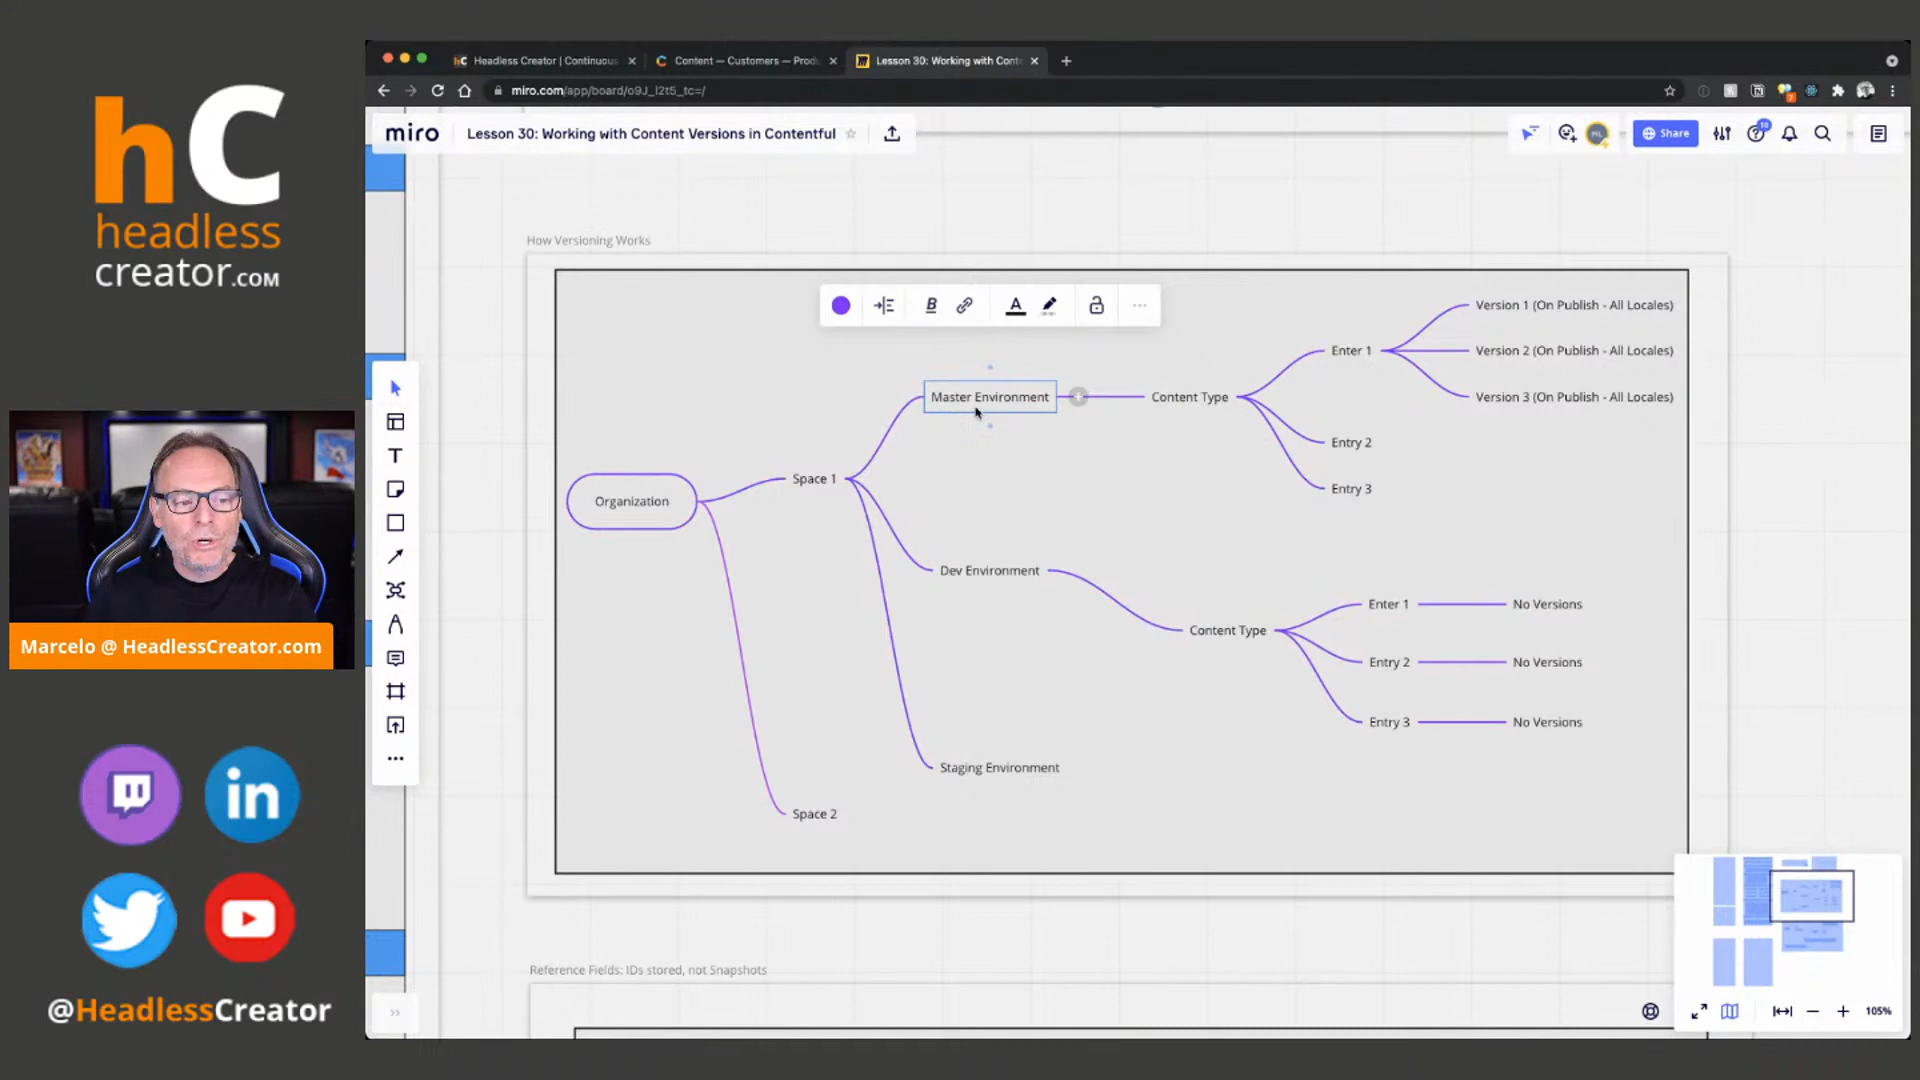 hC
headless
creator.com
Marcelo @ HeadlessCreator.com
in
@HeadlessCreator
Headless Creator | Continuous
Content — Customers — Produ
Lesson 30: Working with Conte
miro.com/app/board/o9J_l2t5_tc=/
miro
Lesson 30: Working with Content Versions in Contentful
Share
How Versioning Works
B
A
T
Organization
Space 1
Space 2
Master Environment
Dev Environment
Staging Environment
Content Type
Enter 1
Entry 2
Entry 3
Version 1 (On Publish - All Locales)
Version 2 (On Publish - All Locales)
Version 3 (On Publish - All Locales)
Content Type
Enter 1
No Versions
Entry 2
No Versions
Entry 3
No Versions
Reference Fields: IDs stored, not Snapshots
105%